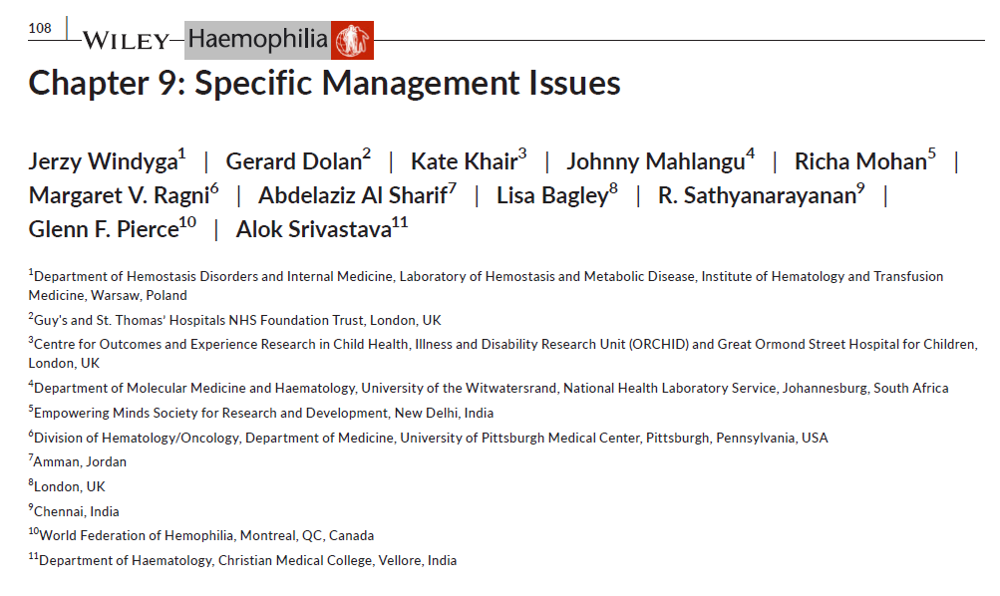 108
WILEY Haemophilia
Chapter 9: Specific Management Issues
Jerzy Windyga¹ | Gerard Dolan² | Kate Khair³ | Johnny Mahlangu⁴ | Richa Mohan⁵ |
Margaret V. Ragni⁶ | Abdelaziz Al Sharif⁷ | Lisa Bagley⁸ | R. Sathyanarayanan⁹ |
Glenn F. Pierce¹⁰ | Alok Srivastava¹¹
¹Department of Hemostasis Disorders and Internal Medicine, Laboratory of Hemostasis and Metabolic Disease, Institute of Hematology and Transfusion
Medicine, Warsaw, Poland
²Guy's and St. Thomas' Hospitals NHS Foundation Trust, London, UK
³Centre for Outcomes and Experience Research in Child Health, Illness and Disability Research Unit (ORCHID) and Great Ormond Street Hospital for Children,
London, UK
⁴Department of Molecular Medicine and Haematology, University of the Witwatersrand, National Health Laboratory Service, Johannesburg, South Africa
⁵Empowering Minds Society for Research and Development, New Delhi, India
⁶Division of Hematology/Oncology, Department of Medicine, University of Pittsburgh Medical Center, Pittsburgh, Pennsylvania, USA
⁷Amman, Jordan
⁸London, UK
⁹Chennai, India
¹⁰World Federation of Hemophilia, Montreal, QC, Canada
¹¹Department of Haematology, Christian Medical College, Vellore, India